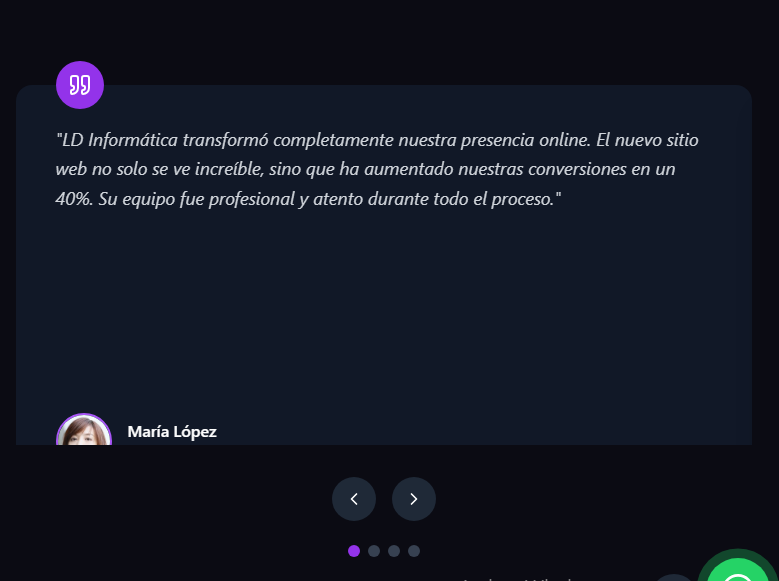 "LD Informática transformó completamente nuestra presencia online. El nuevo sitio
web no solo se ve increíble, sino que ha aumentado nuestras conversiones en un
40%. Su equipo fue profesional y atento durante todo el proceso."
María López